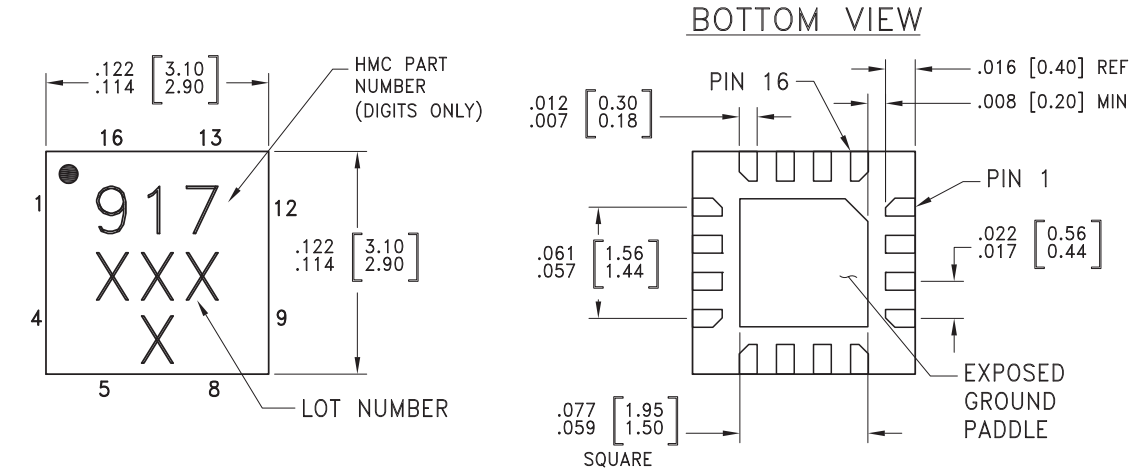 BOTTOM VIEW
.122 [3.10]
.114 [2.90]
HMC PART
NUMBER
(DIGITS ONLY)
16 13
1 12
917
XXX
X
4 9
5 8
.122 [3.10]
.114 [2.90]
LOT NUMBER
PIN 16
.016 [0.40] REF
.008 [0.20] MIN
.012 [0.30]
.007 [0.18]
PIN 1
.061 [1.56]
.057 [1.44]
.022 [0.56]
.017 [0.44]
EXPOSED
GROUND
PADDLE
.077 [1.95]
.059 [1.50]
SQUARE